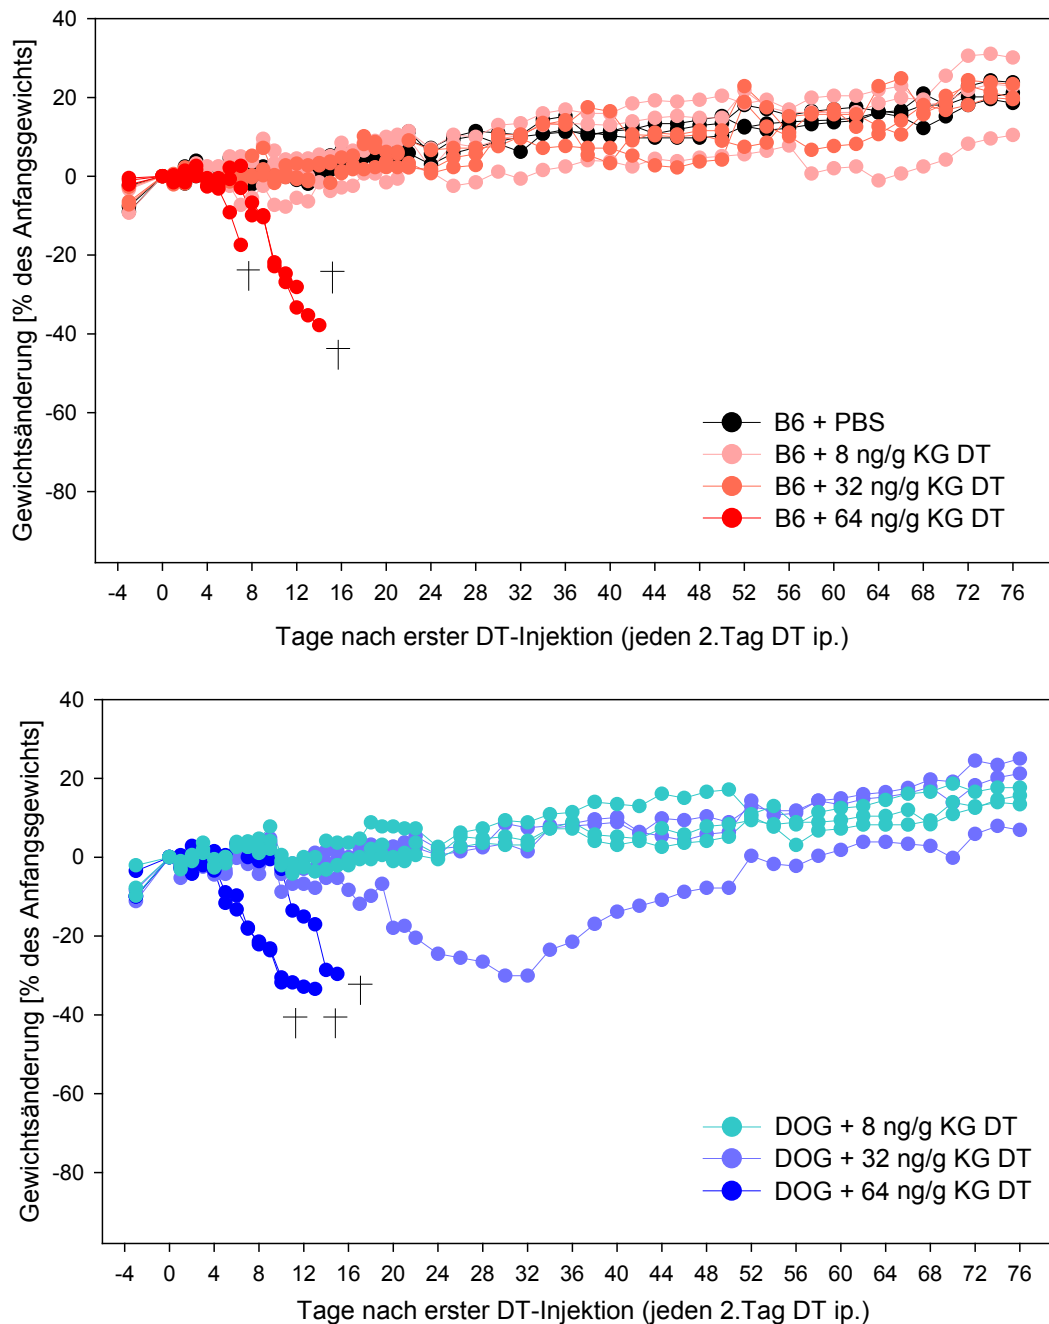 40
20
0
-20
-40
-60
-80
Gewichtsänderung [% des Anfangsgewichts]
B6 + PBS
B6 + 8 ng/g KG DT
B6 + 32 ng/g KG DT
B6 + 64 ng/g KG DT
-4 0 4 8 12 16 20 24 28 32 36 40 44 48 52 56 60 64 68 72 76
Tage nach erster DT-Injektion (jeden 2.Tag DT ip.)
40
20
0
-20
-40
-60
-80
Gewichtsänderung [% des Anfangsgewichts]
DOG + 8 ng/g KG DT
DOG + 32 ng/g KG DT
DOG + 64 ng/g KG DT
-4 0 4 8 12 16 20 24 28 32 36 40 44 48 52 56 60 64 68 72 76
Tage nach erster DT-Injektion (jeden 2.Tag DT ip.)